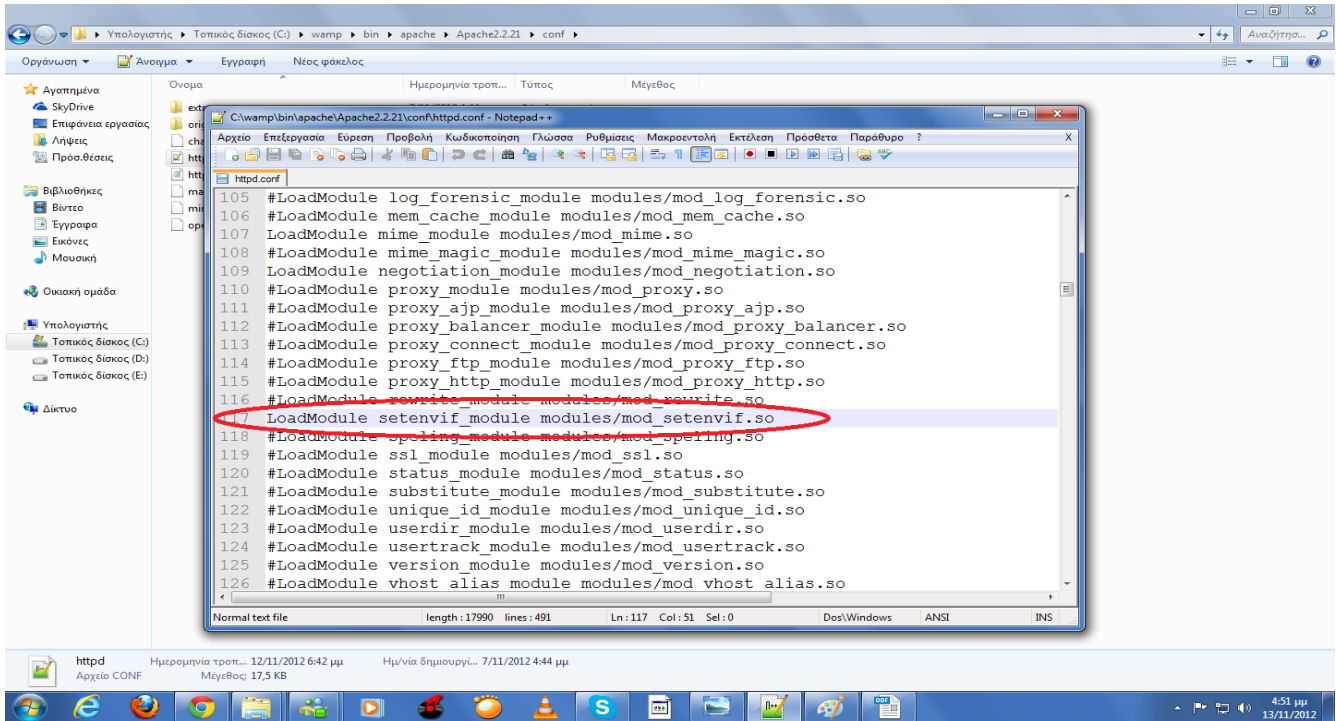 Υπολογιστής ▸ Τοπικός δίσκος (C:) ▸ wamp ▸ bin ▸ apache ▸ Apache2.2.21 ▸ conf ▸
Αναζήτησ...
Οργάνωση Άνοιγμα Εγγραφή Νέος φάκελος
Αγαπημένα
SkyDrive
Επιφάνεια εργασίας
Λήψεις
Πρόσ.θέσεις
Βιβλιοθήκες
Βίντεο
Έγγραφα
Εικόνες
Μουσική
Οικιακή ομάδα
Υπολογιστής
Τοπικός δίσκος (C:)
Τοπικός δίσκος (D:)
Τοπικός δίσκος (E:)
Δίκτυο
Όνομα Ημερομηνία τροπ... Τύπος Μέγεθος
C:\wamp\bin\apache\Apache2.2.21\conf\httpd.conf - Notepad++
Αρχείο Επεξεργασία Εύρεση Προβολή Κωδικοποίηση Γλώσσα Ρυθμίσεις Μακροεντολή Εκτέλεση Πρόσθετα Παράθυρο ? X
httpd.conf
105 #LoadModule log_forensic_module modules/mod_log_forensic.so
106 #LoadModule mem_cache_module modules/mod_mem_cache.so
107 LoadModule mime_module modules/mod_mime.so
108 #LoadModule mime_magic_module modules/mod_mime_magic.so
109 LoadModule negotiation_module modules/mod_negotiation.so
110 #LoadModule proxy_module modules/mod_proxy.so
111 #LoadModule proxy_ajp_module modules/mod_proxy_ajp.so
112 #LoadModule proxy_balancer_module modules/mod_proxy_balancer.so
113 #LoadModule proxy_connect_module modules/mod_proxy_connect.so
114 #LoadModule proxy_ftp_module modules/mod_proxy_ftp.so
115 #LoadModule proxy_http_module modules/mod_proxy_http.so
116 #LoadModule rewrite_module modules/mod_rewrite.so
117 LoadModule setenvif_module modules/mod_setenvif.so
118 #LoadModule speling_module modules/mod_speling.so
119 #LoadModule ssl_module modules/mod_ssl.so
120 #LoadModule status_module modules/mod_status.so
121 #LoadModule substitute_module modules/mod_substitute.so
122 #LoadModule unique_id_module modules/mod_unique_id.so
123 #LoadModule userdir_module modules/mod_userdir.so
124 #LoadModule usertrack_module modules/mod_usertrack.so
125 #LoadModule version_module modules/mod_version.so
126 #LoadModule vhost_alias_module modules/mod_vhost_alias.so
Normal text file length : 17990 lines : 491 Ln : 117 Col : 51 Sel : 0 Dos\Windows ANSI INS
httpd Ημερομηνία τροπ... 12/11/2012 6:42 μμ Ημ/νία δημιουργί... 7/11/2012 4:44 μμ
Αρχείο CONF Μέγεθος: 17,5 KB
4:51 μμ
13/11/2012